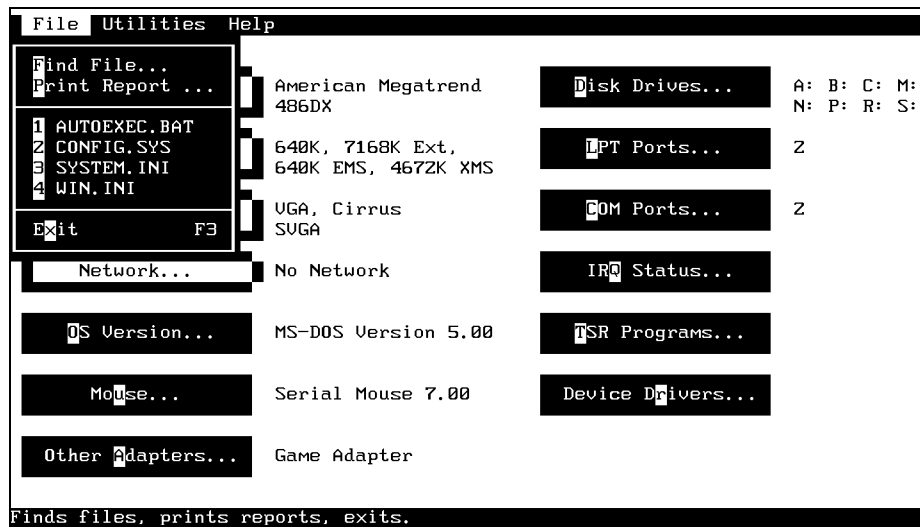 File Utilities Help
Find File...
Print Report ...
1 AUTOEXEC.BAT
2 CONFIG.SYS
3 SYSTEM.INI
4 WIN.INI
Exit F3
American Megatrend
486DX
640K, 7168K Ext,
640K EMS, 4672K XMS
VGA, Cirrus
SVGA
Network... No Network
OS Version... MS-DOS Version 5.00
Mouse... Serial Mouse 7.00
Other Adapters... Game Adapter
Disk Drives... A: B: C: M:
N: P: R: S:
LPT Ports... 2
COM Ports... 2
IRQ Status...
TSR Programs...
Device Drivers...
Finds files, prints reports, exits.